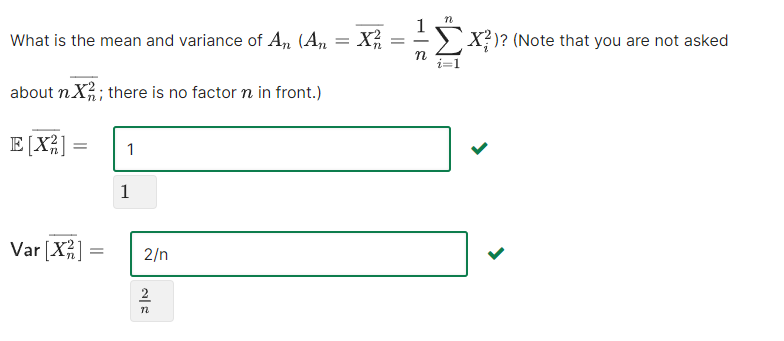 What is the mean and variance of $A_n$ ($A_n = \overline{X_n^2} = \frac{1}{n} \sum_{i=1}^{n} X_i^2$)? (Note that you are not asked
about $n\overline{X_n^2}$; there is no factor $n$ in front.)
$\mathbb{E}\left[\overline{X_n^2}\right] =$ 1
1
$\mathsf{Var}\left[\overline{X_n^2}\right] =$ 2/n
$\frac{2}{n}$